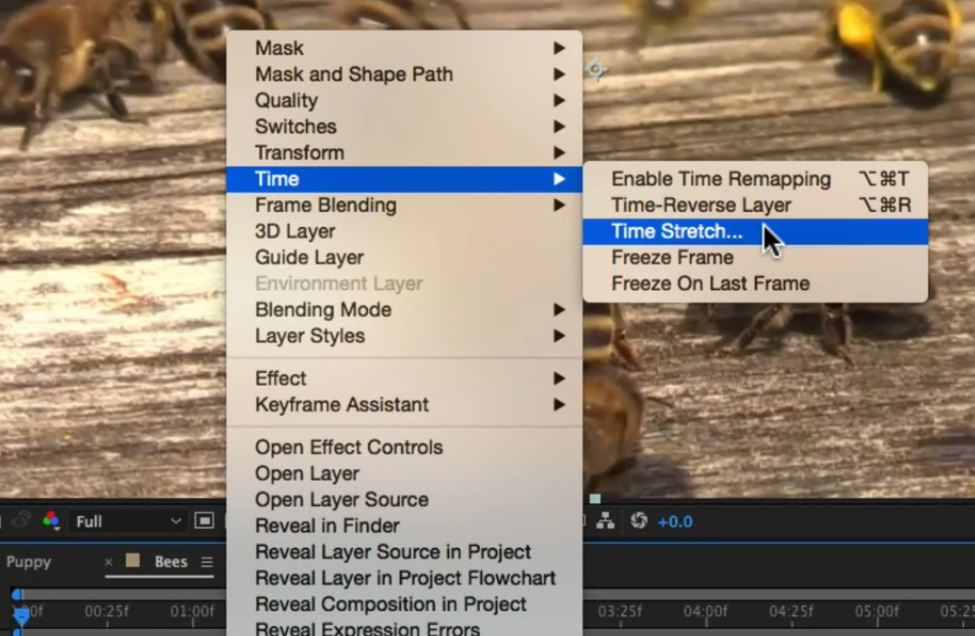 Mask
Mask and Shape Path
Quality
Switches
Transform
Time
Frame Blending
3D Layer
Guide Layer
Environment Layer
Blending Mode
Layer Styles
Effect
Keyframe Assistant
Open Effect Controls
Open Layer
Open Layer Source
Reveal in Finder
Reveal Layer Source in Project
Reveal Layer in Project Flowchart
Reveal Composition in Project
Reveal Expression Errors
Enable Time Remapping ⌥⌘T
Time-Reverse Layer ⌥⌘R
Time Stretch...
Freeze Frame
Freeze On Last Frame
Full
+0.0
Puppy × Bees
00:25f 01:00f 03:25f 04:00f 04:25f 05:00f